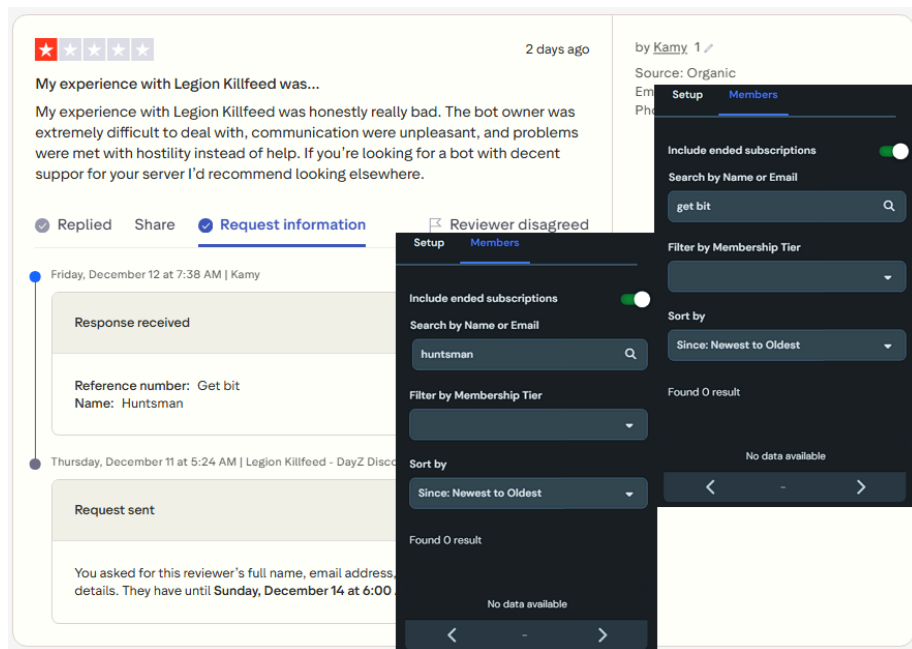 2 days ago
My experience with Legion Killfeed was...
My experience with Legion Killfeed was honestly really bad. The bot owner was
extremely difficult to deal with, communication were unpleasant, and problems
were met with hostility instead of help. If you're looking for a bot with decent
suppor for your server I'd recommend looking elsewhere.
Replied Share Request information Reviewer disagreed
Friday, December 12 at 7:38 AM | Kamy
Response received
Reference number: Get bit
Name: Huntsman
Thursday, December 11 at 5:24 AM | Legion Killfeed - DayZ
Request sent
You asked for this reviewer's full name, email address,
details. They have until Sunday, December 14 at 6:00
by Kamy 1
Source: Organic
Setup Members
Include ended subscriptions
Search by Name or Email
huntsman
Filter by Membership Tier
Sort by
Since: Newest to Oldest
Found 0 result
No data available
-
Setup Members
Include ended subscriptions
Search by Name or Email
get bit
Filter by Membership Tier
Sort by
Since: Newest to Oldest
Found 0 result
No data available
-